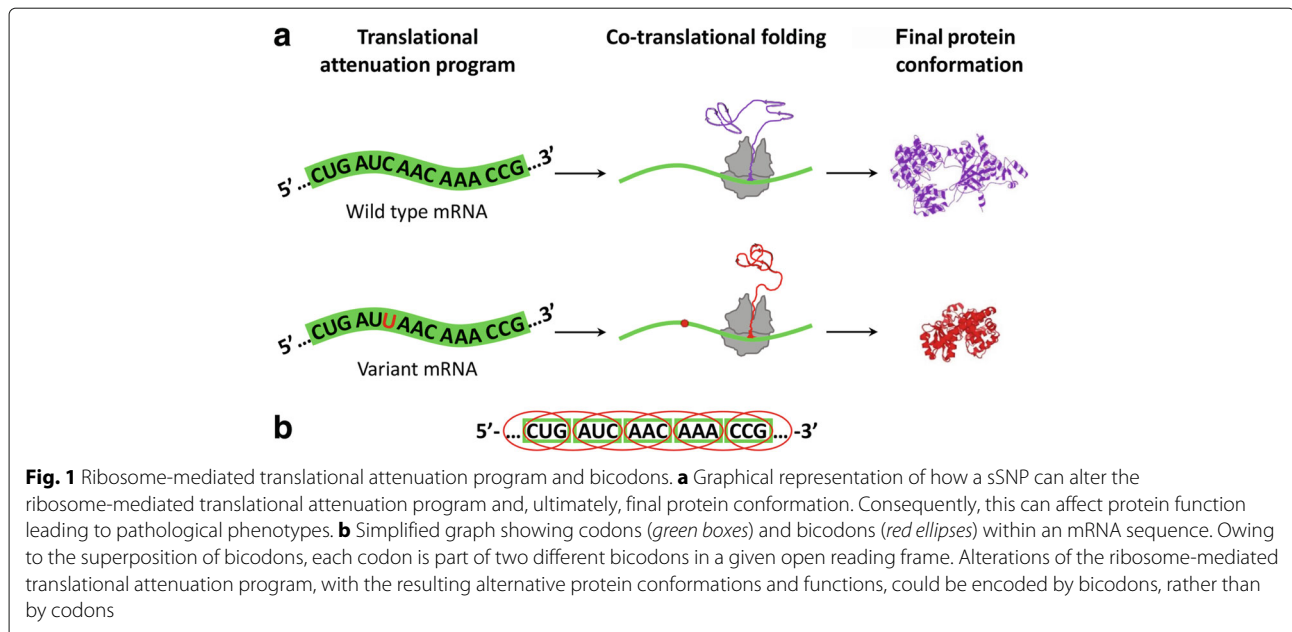 a Translational attenuation program Co-translational folding Final protein conformation
5’ ...CUG AUC AAC AAA CCG...3’
Wild type mRNA
5’ ...CUG AUU AAC AAA CCG...3’
Variant mRNA
b 5’-... CUG AUC AAC AAA CCG ...-3’
Fig. 1 Ribosome-mediated translational attenuation program and bicodons. a Graphical representation of how a sSNP can alter the
ribosome-mediated translational attenuation program and, ultimately, final protein conformation. Consequently, this can affect protein function
leading to pathological phenotypes. b Simplified graph showing codons (green boxes) and bicodons (red ellipses) within an mRNA sequence. Owing
to the superposition of bicodons, each codon is part of two different bicodons in a given open reading frame. Alterations of the ribosome-mediated
translational attenuation program, with the resulting alternative protein conformations and functions, could be encoded by bicodons, rather than
by codons